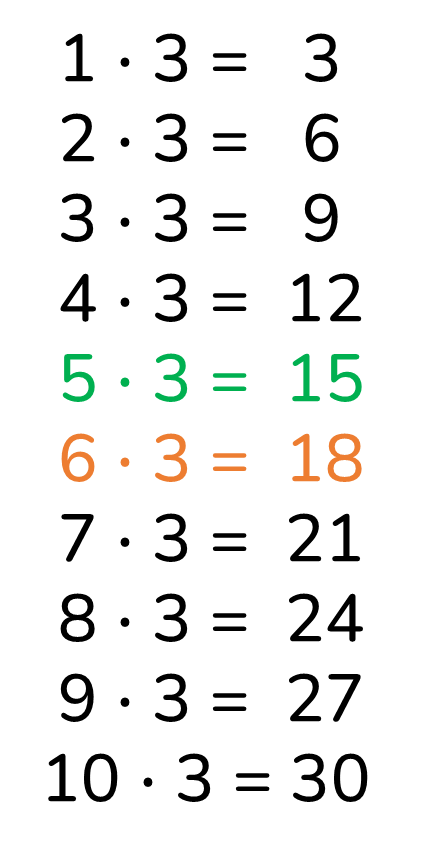 1 · 3 = 3
2 · 3 = 6
3 · 3 = 9
4 · 3 = 12
5 · 3 = 15
6 · 3 = 18
7 · 3 = 21
8 · 3 = 24
9 · 3 = 27
10 · 3 = 30